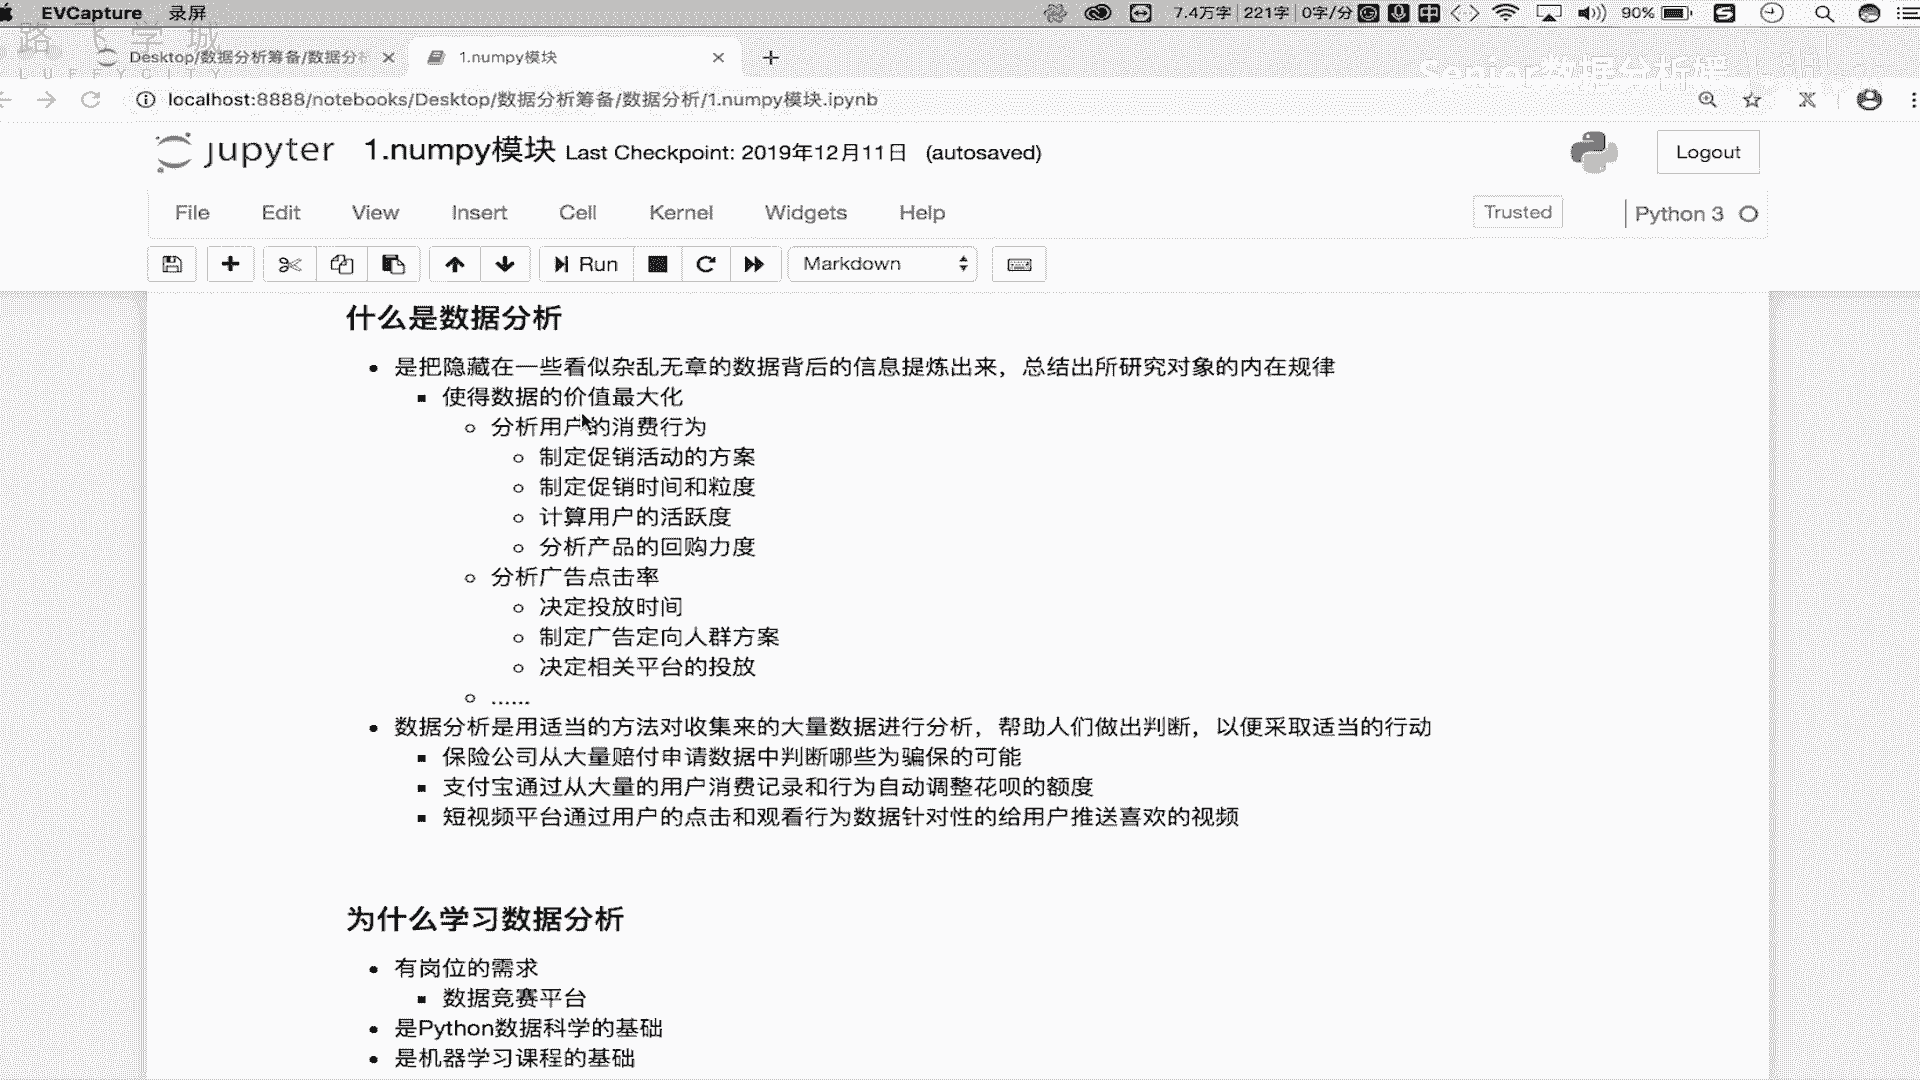 EVCapture 录屏 7.4万字 221字 0字/分 中 90%
路飞学城
LUFFYCITY
Desktop/数据分析筹备/数据分析 1.numpy模块
Senior数据分析
localhost:8888/notebooks/Desktop/数据分析筹备/数据分析/1.numpy模块.ipynb
jupyter 1.numpy模块 Last Checkpoint: 2019年12月11日 (autosaved) Logout
File Edit View Insert Cell Kernel Widgets Help Trusted Python 3
Run Markdown
什么是数据分析
是把隐藏在一些看似杂乱无章的数据背后的信息提炼出来，总结出所研究对象的内在规律
使得数据的价值最大化
分析用户的消费行为
制定促销活动的方案
制定促销时间和粒度
计算用户的活跃度
分析产品的回购力度
分析广告点击率
决定投放时间
制定广告定向人群方案
决定相关平台的投放
......
数据分析是用适当的方法对收集来的大量数据进行分析，帮助人们做出判断，以便采取适当的行动
保险公司从大量赔付申请数据中判断哪些为骗保的可能
支付宝通过从大量的用户消费记录和行为自动调整花呗的额度
短视频平台通过用户的点击和观看行为数据针对性的给用户推送喜欢的视频
为什么学习数据分析
有岗位的需求
数据竞赛平台
是Python数据科学的基础
是机器学习课程的基础